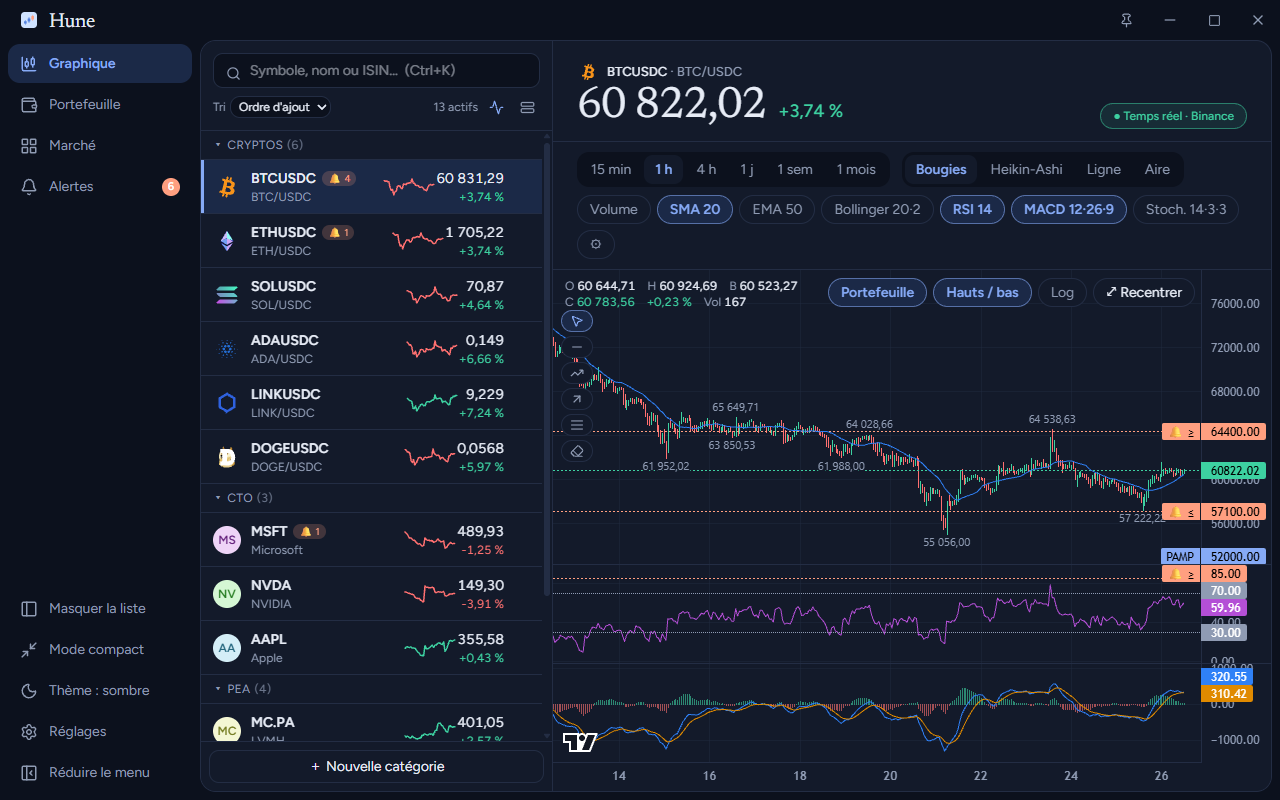 Hune
Graphique
Portefeuille
Marché
Alertes 6
Masquer la liste
Mode compact
Thème : sombre
Réglages
Réduire le menu
Symbole, nom ou ISIN... (Ctrl+K)
Tri Ordre d'ajout 13 actifs
CRYPTOS (6)
BTCUSDC 4 60 831,29
BTC/USDC +3,74 %
ETHUSDC 1 1 705,22
ETH/USDC +3,74 %
SOLUSDC 70,87
SOL/USDC +4,64 %
ADAUSDC 0,149
ADA/USDC +6,66 %
LINKUSDC 9,229
LINK/USDC +7,24 %
DOGEUSDC 0,0568
DOGE/USDC +5,97 %
CTO (3)
MS MSFT 1 489,93
Microsoft -1,25 %
NV NVDA 149,30
NVIDIA -3,91 %
AA AAPL 355,58
Apple +0,43 %
PEA (4)
MC MC.PA 401,05
LVMH +2,57 %
+ Nouvelle catégorie
BTCUSDC · BTC/USDC
60 822,02 +3,74 %
● Temps réel · Binance
15 min 1 h 4 h 1 j 1 sem 1 mois Bougies Heikin-Ashi Ligne Aire
Volume SMA 20 EMA 50 Bollinger 20·2 RSI 14 MACD 12·26·9 Stoch. 14·3·3
O 60 644,71 H 60 924,69 B 60 523,27
C 60 783,56 +0,23 % Vol 167
Portefeuille Hauts / bas Log Recentrer
76000.00
72000.00
68000.00
65 649,71
64 538,63
64 028,66
≥ 64400.00
63 850,53
61 952,02
61 988,00
60822.02
60000.00
57 222,22
≤ 57100.00
56000.00
55 056,00
PAMP 52000.00
≥ 85.00
70.00
59.96
40.00
30.00
0.00
1000.00
320.55
310.42
0.00
−1000.00
14 16 18 20 22 24 26